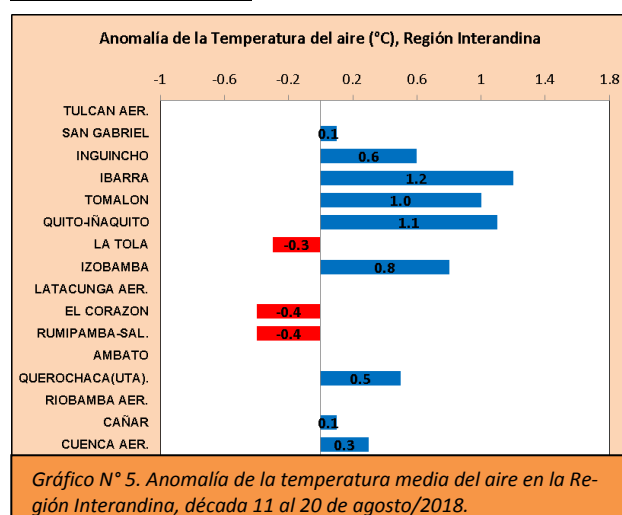 Anomalía de la Temperatura del aire (°C), Región Interandina
-1 -0.6 -0.2 0.2 0.6 1 1.4 1.8
TULCAN AER.
SAN GABRIEL 0.1
INGUINCHO 0.6
IBARRA 1.2
TOMALON 1.0
QUITO-IÑAQUITO 1.1
LA TOLA -0.3
IZOBAMBA 0.8
LATACUNGA AER.
EL CORAZON -0.4
RUMIPAMBA-SAL. -0.4
AMBATO
QUEROCHACA(UTA). 0.5
RIOBAMBA AER.
CAÑAR 0.1
CUENCA AER. 0.3
Gráfico N° 5. Anomalía de la temperatura media del aire en la Re-
gión Interandina, década 11 al 20 de agosto/2018.